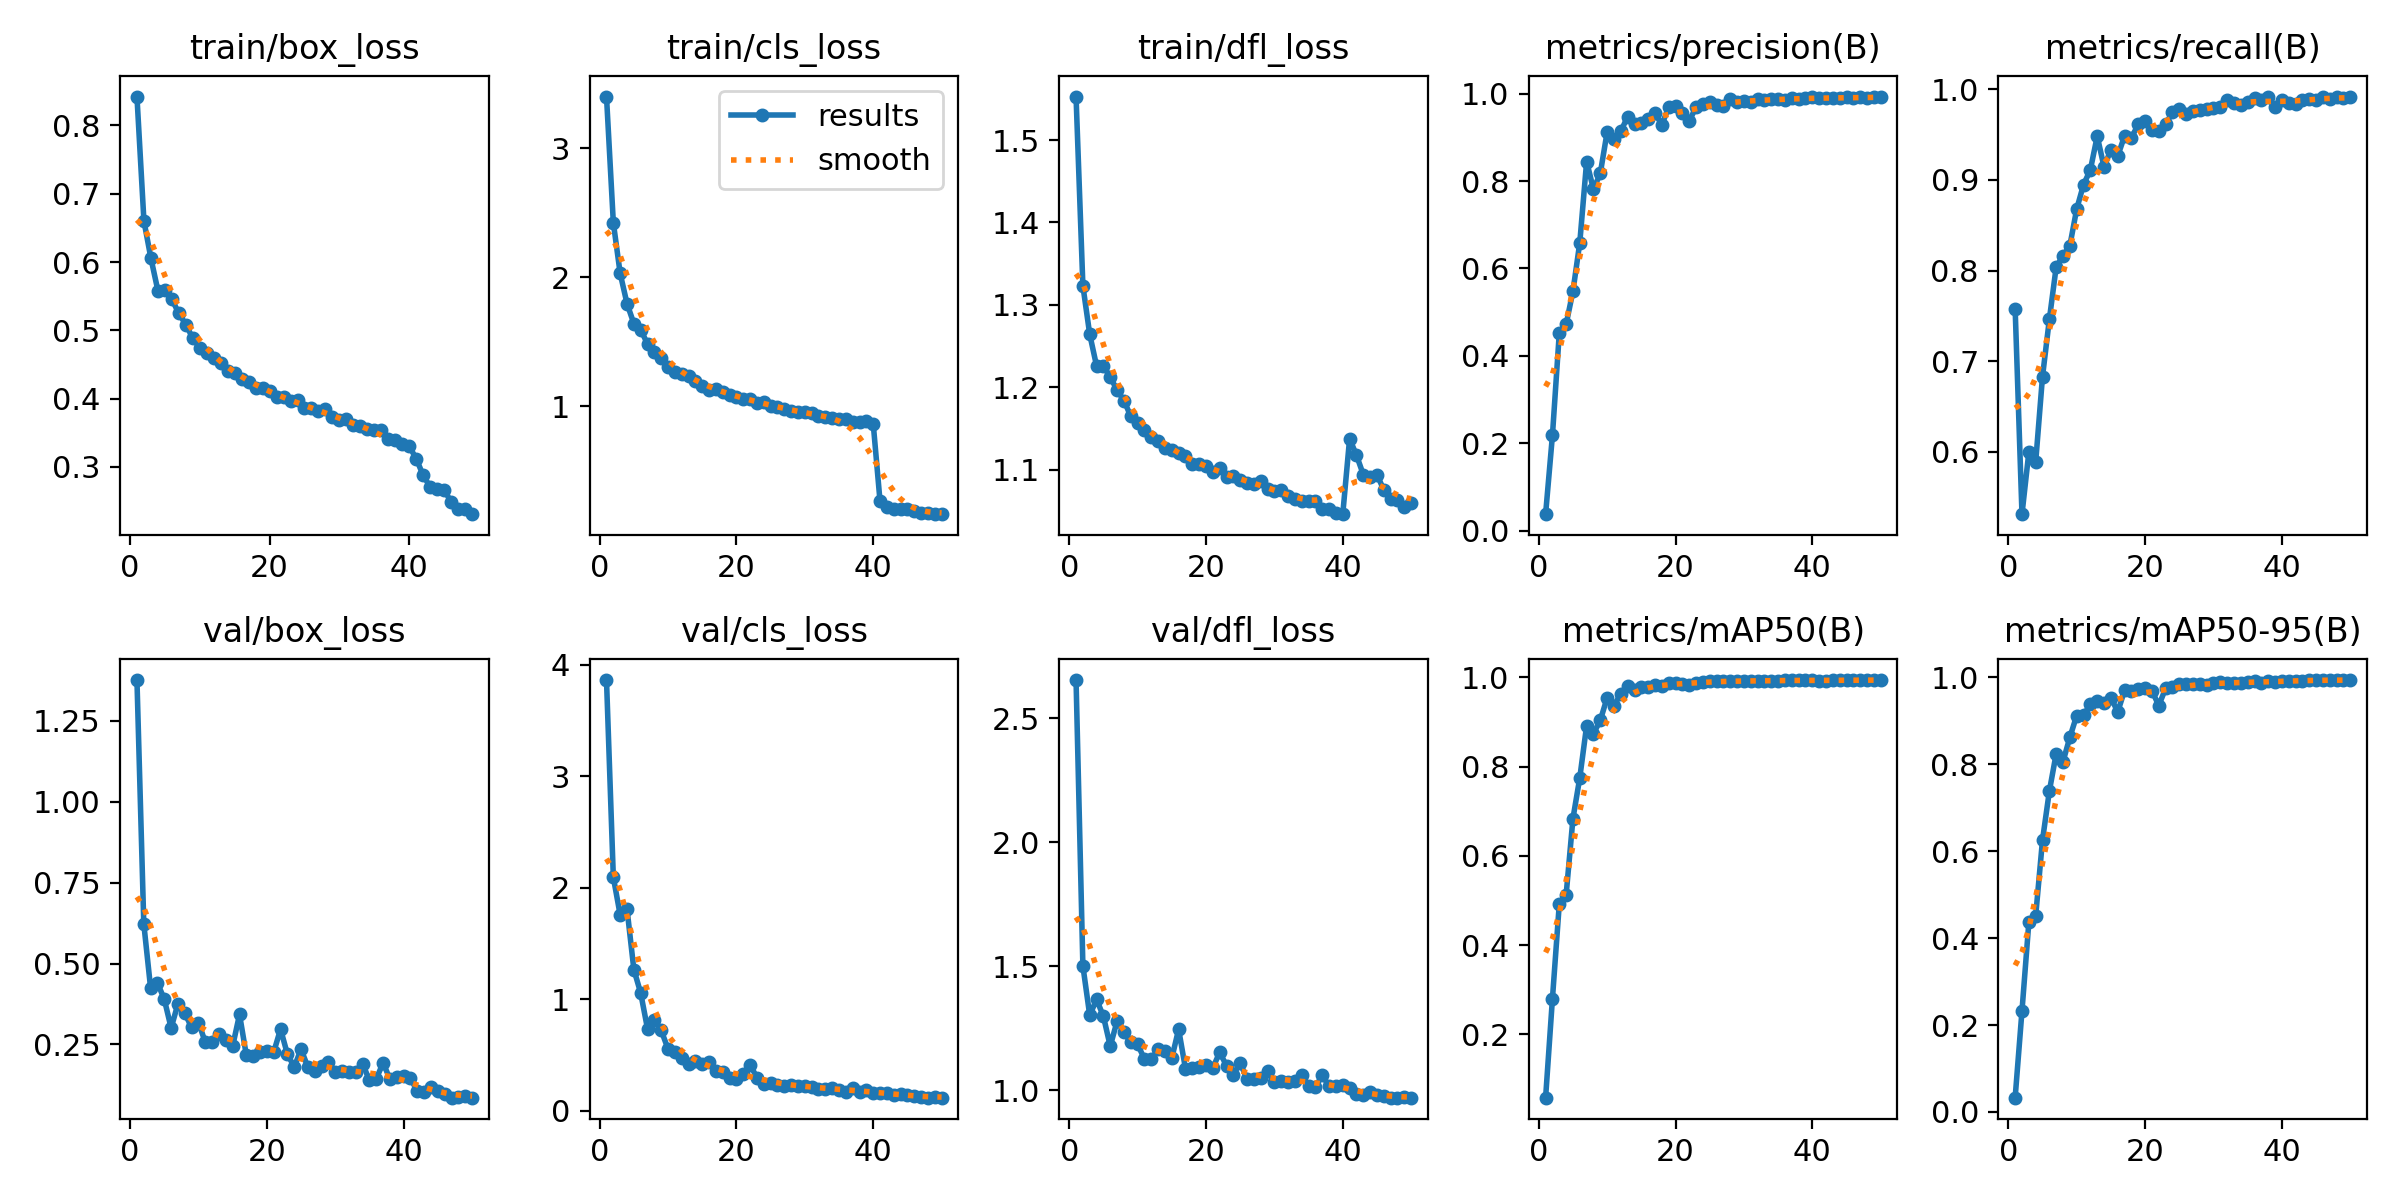 train/box_loss
0.8
0.7
0.6
0.5
0.4
0.3
0 20 40
train/cls_loss
results
smooth
3
2
1
0 20 40
train/dfl_loss
1.5
1.4
1.3
1.2
1.1
0 20 40
metrics/precision(B)
1.0
0.8
0.6
0.4
0.2
0.0
0 20 40
metrics/recall(B)
1.0
0.9
0.8
0.7
0.6
0 20 40
val/box_loss
1.25
1.00
0.75
0.50
0.25
0 20 40
val/cls_loss
4
3
2
1
0
0 20 40
val/dfl_loss
2.5
2.0
1.5
1.0
0 20 40
metrics/mAP50(B)
1.0
0.8
0.6
0.4
0.2
0 20 40
metrics/mAP50-95(B)
1.0
0.8
0.6
0.4
0.2
0.0
0 20 40